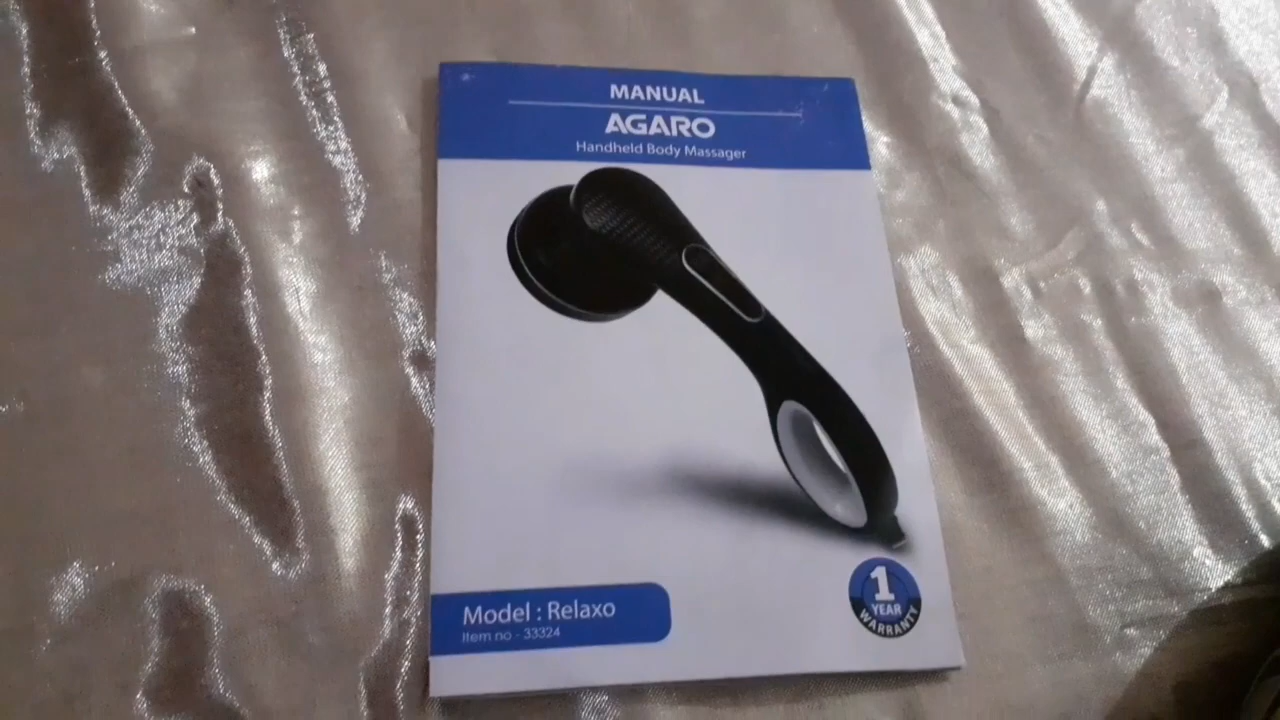 MANUAL
AGARO
Handheld Body Massager
Model : Relaxo
Item no - 33324
1
YEAR
WARRANTY